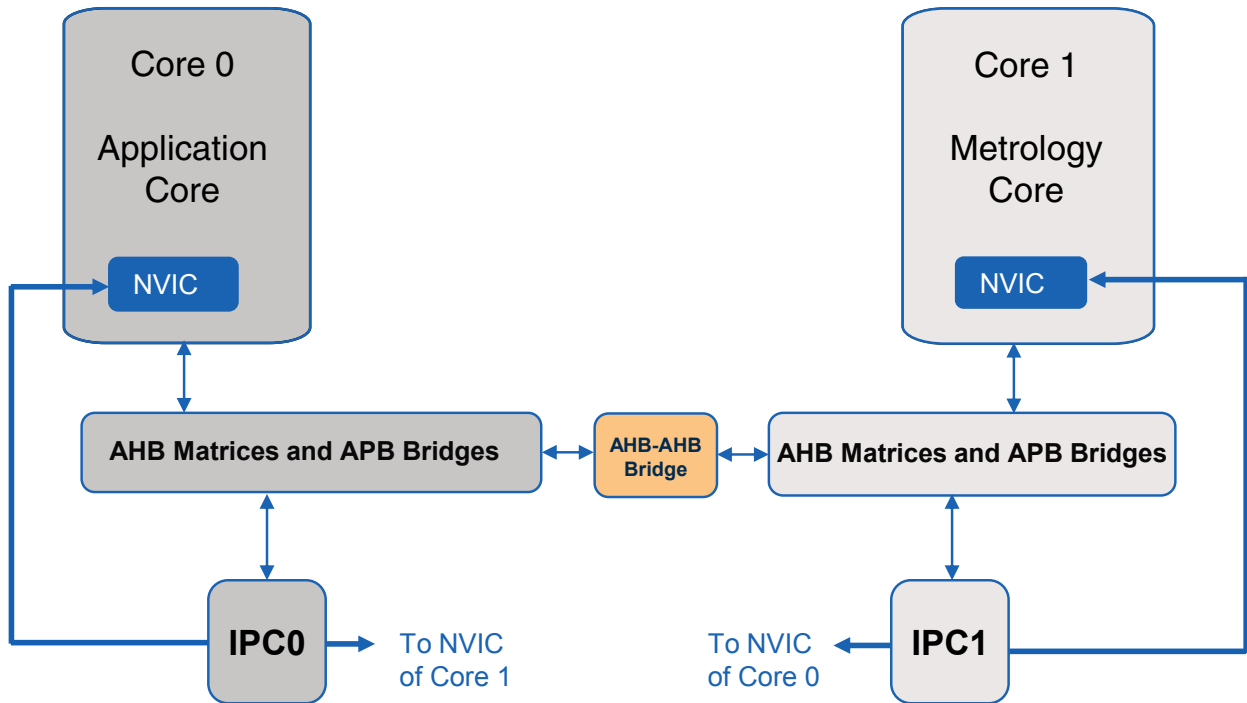 Core 0
Application
Core
NVIC
Core 1
Metrology
Core
NVIC
AHB Matrices and APB Bridges
AHB-AHB
Bridge
AHB Matrices and APB Bridges
IPC0
To NVIC
of Core 1
To NVIC
of Core 0
IPC1